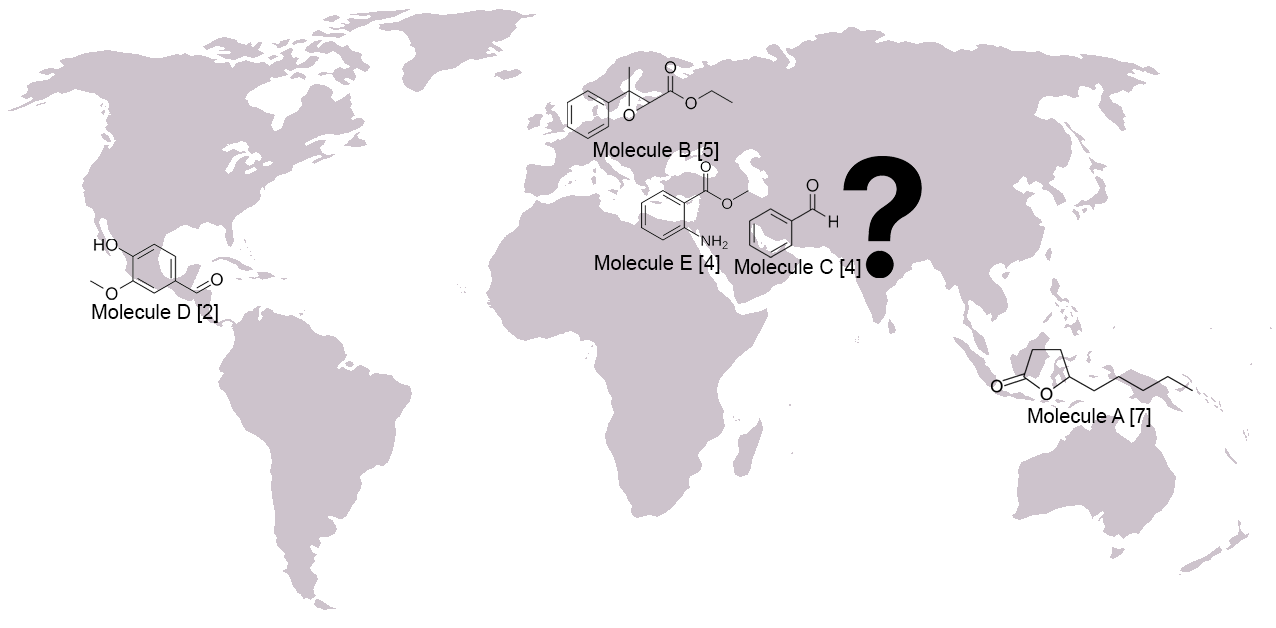 O
O
O
Molecule B [5]
O
O
NH2
Molecule E [4]
O
H
Molecule C [4]
?
HO
O
O
Molecule D [2]
O
O
Molecule A [7]